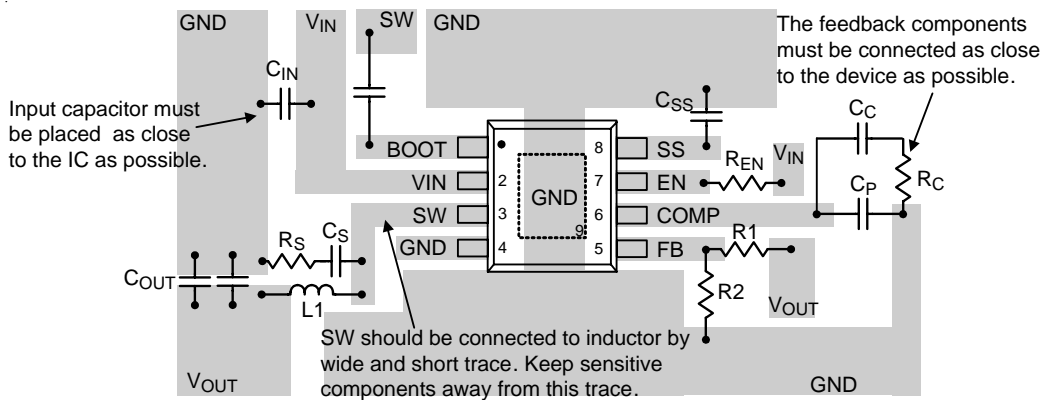 GND
VIN
SW
GND
The feedback components
must be connected as close
to the device as possible.
CIN
Input capacitor must
be placed as close
to the IC as possible.
CSS
CC
BOOT
8
SS
REN
VIN
VIN
2
GND
7
EN
CP
RC
SW
3
6
COMP
GND
4
9
5
FB
R1
RS
CS
COUT
L1
R2
VOUT
SW should be connected to inductor by
wide and short trace. Keep sensitive
components away from this trace.
VOUT
GND